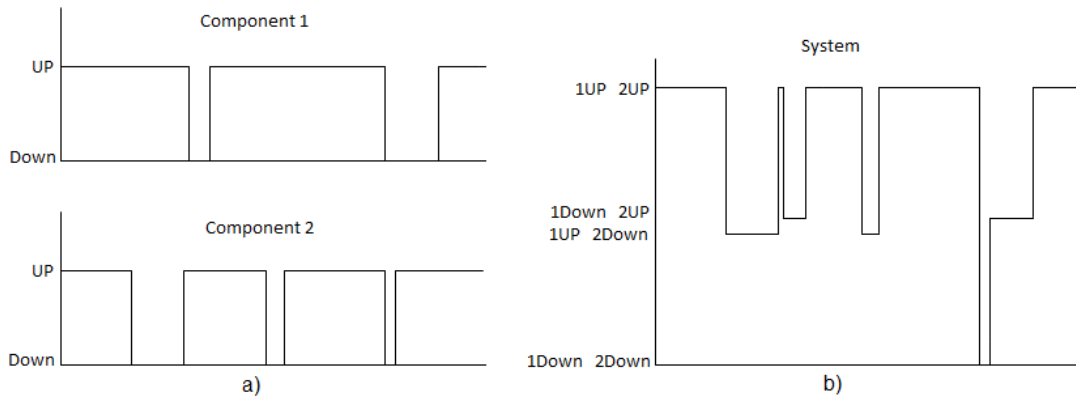 Component 1
UP
Down
Component 2
UP
Down
a)
System
1UP 2UP
1Down 2UP
1UP 2Down
1Down 2Down
b)